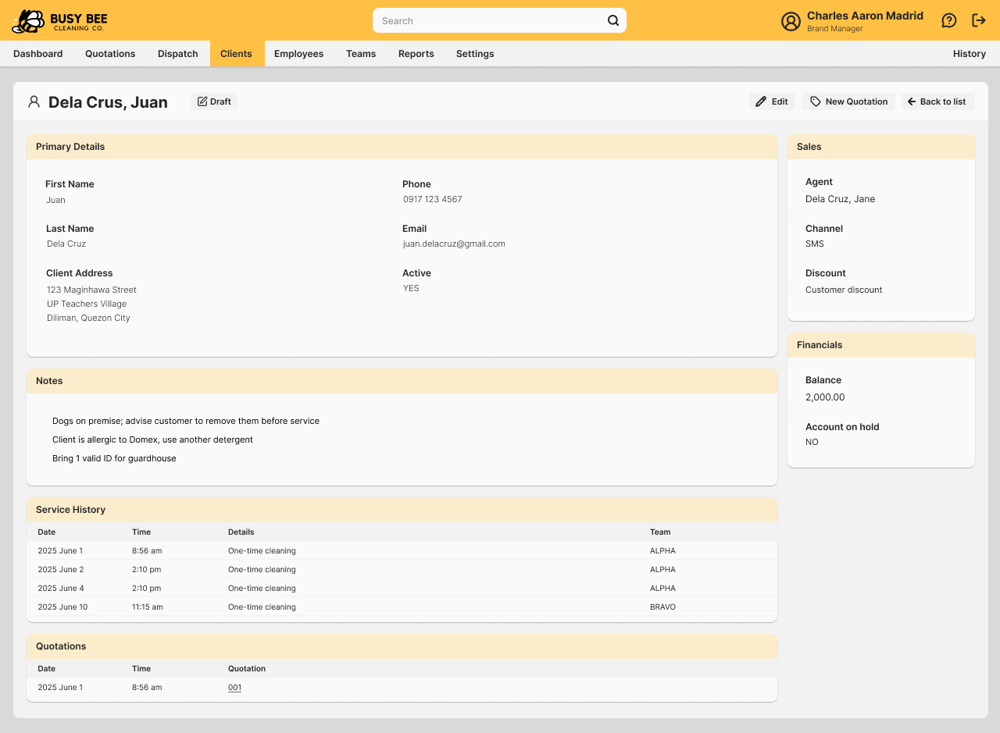 BUSY BEE
CLEANING CO.
Search
Charles Aaron Madrid
Brand Manager
Dashboard Quotations Dispatch Clients Employees Teams Reports Settings History
Dela Crus, Juan
Draft
Edit
New Quotation
Back to list
Primary Details
First Name
Juan
Last Name
Dela Cruz
Client Address
123 Maginhawa Street
UP Teachers Village
Diliman, Quezon City
Phone
0917 123 4567
Email
juan.delacruz@gmail.com
Active
YES
Sales
Agent
Dela Cruz, Jane
Channel
SMS
Discount
Customer discount
Financials
Balance
2,000.00
Account on hold
NO
Notes
Dogs on premise; advise customer to remove them before service
Client is allergic to Domex, use another detergent
Bring 1 valid ID for guardhouse
Service History
Date Time Details Team
2025 June 1 8:56 am One-time cleaning ALPHA
2025 June 2 2:10 pm One-time cleaning ALPHA
2025 June 4 2:10 pm One-time cleaning ALPHA
2025 June 10 11:15 am One-time cleaning BRAVO
Quotations
Date Time Quotation
2025 June 1 8:56 am 001